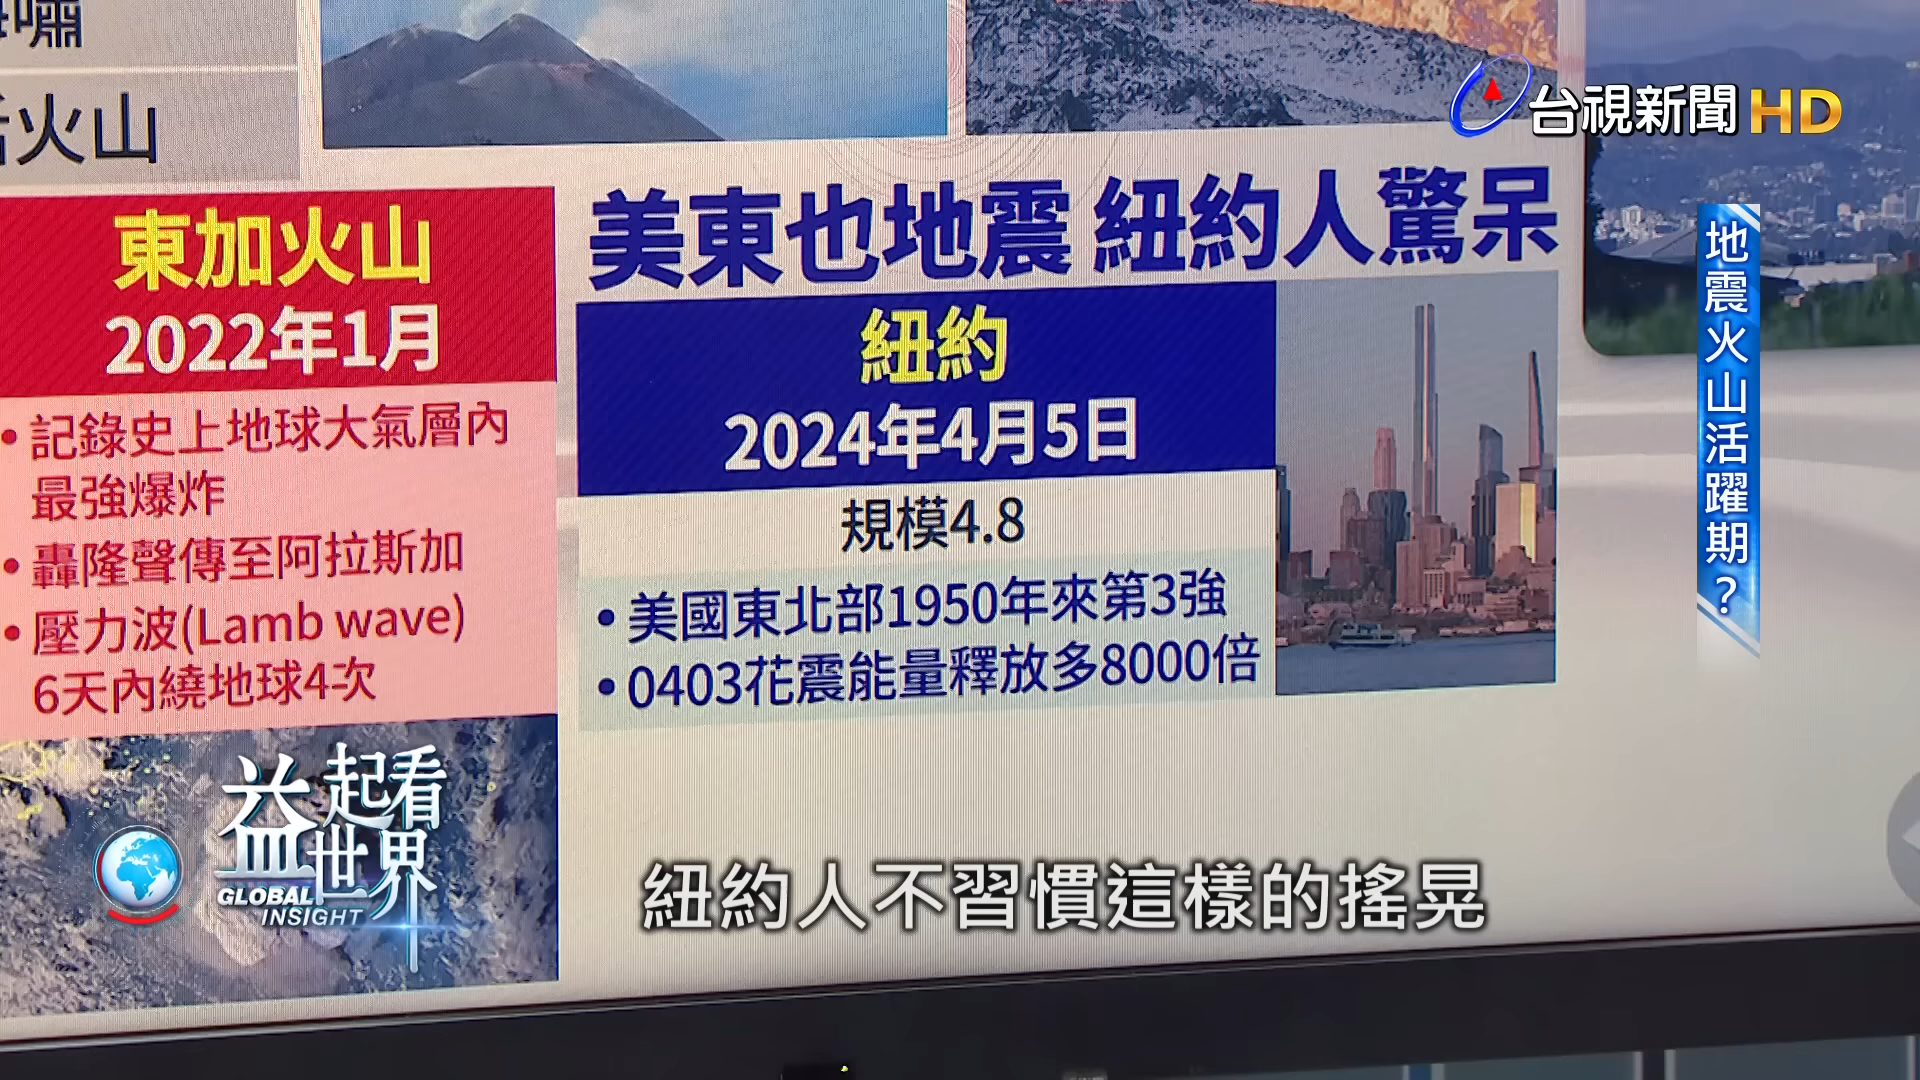 嘯
火山
台視新聞HD
東加火山
2022年1月
•記錄史上地球大氣層內
最強爆炸
•轟隆聲傳至阿拉斯加
•壓力波(Lamb wave)
6天內繞地球4次
美東也地震 紐約人驚呆
紐約
2024年4月5日
規模4.8
•美國東北部1950年來第3強
•0403花震能量釋放多8000倍
地震火山活躍期？
益起看世界
GLOBAL INSIGHT
紐約人不習慣這樣的搖晃